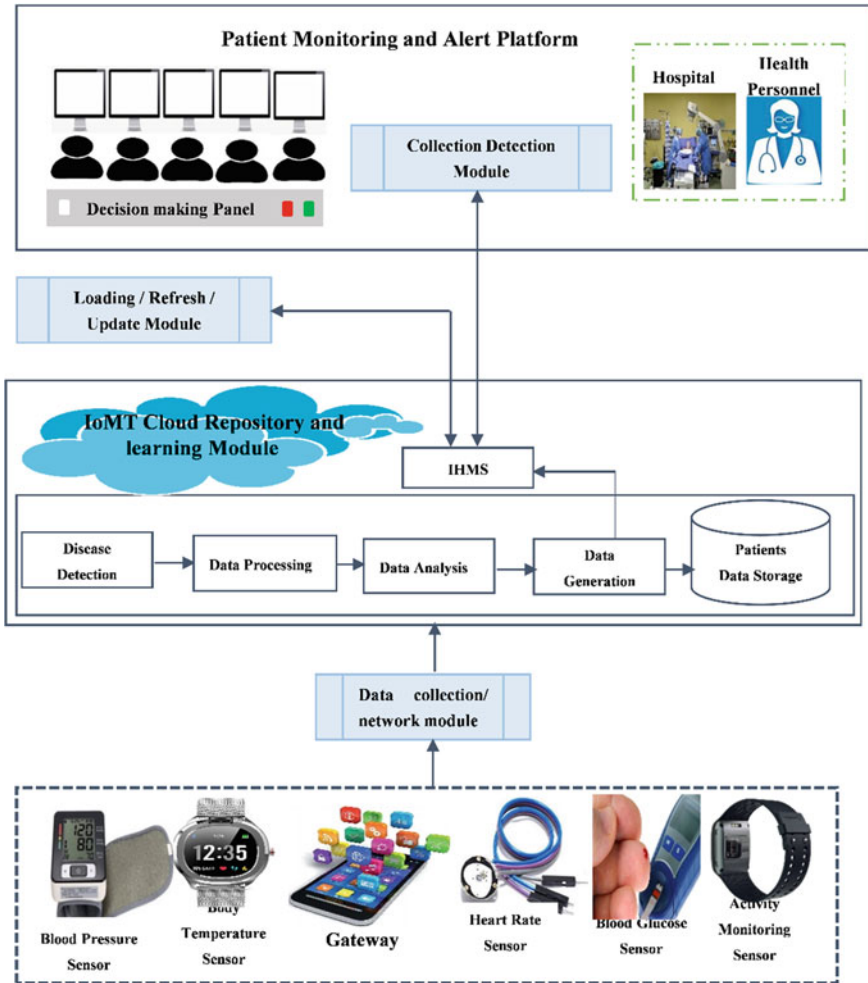 Patient Monitoring and Alert Platform
Hospital
Health
Personnel
Collection Detection
Module
Decision making Panel
Loading / Refresh /
Update Module
IoMT Cloud Repository and
learning Module
IHMS
Disease
Detection
Data Processing
Data Analysis
Data
Generation
Patients
Data Storage
Data collection/
network module
120
80
12:35
Blood Pressure
Sensor
Body
Temperature
Sensor
Gateway
Heart Rate
Sensor
Blood Glucose
Sensor
Activity
Monitoring
Sensor